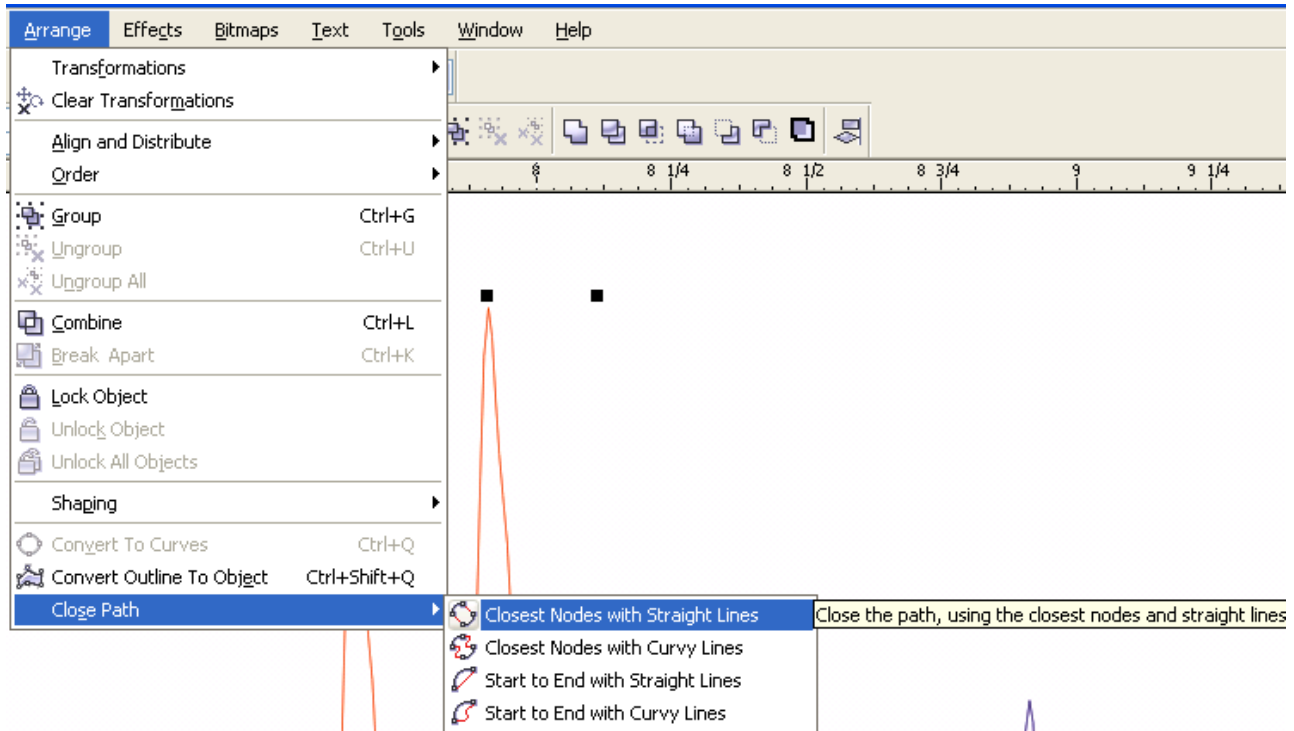 Arrange Effects Bitmaps Text Tools Window Help
Transformations
Clear Transformations
Align and Distribute
Order
8 8 1/4 8 1/2 8 3/4 9 9 1/4
Group Ctrl+G
Ungroup Ctrl+U
Ungroup All
Combine Ctrl+L
Break Apart Ctrl+K
Lock Object
Unlock Object
Unlock All Objects
Shaping
Convert To Curves Ctrl+Q
Convert Outline To Object Ctrl+Shift+Q
Close Path
Closest Nodes with Straight Lines
Close the path, using the closest nodes and straight lines
Closest Nodes with Curvy Lines
Start to End with Straight Lines
Start to End with Curvy Lines